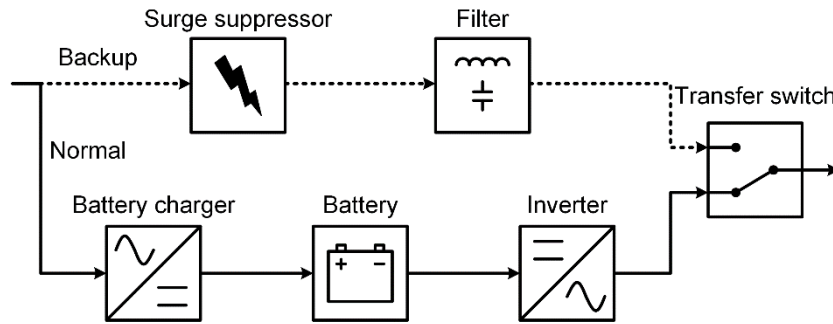 Surge suppressor
Filter
Backup
Transfer switch
Normal
Battery charger
Battery
Inverter